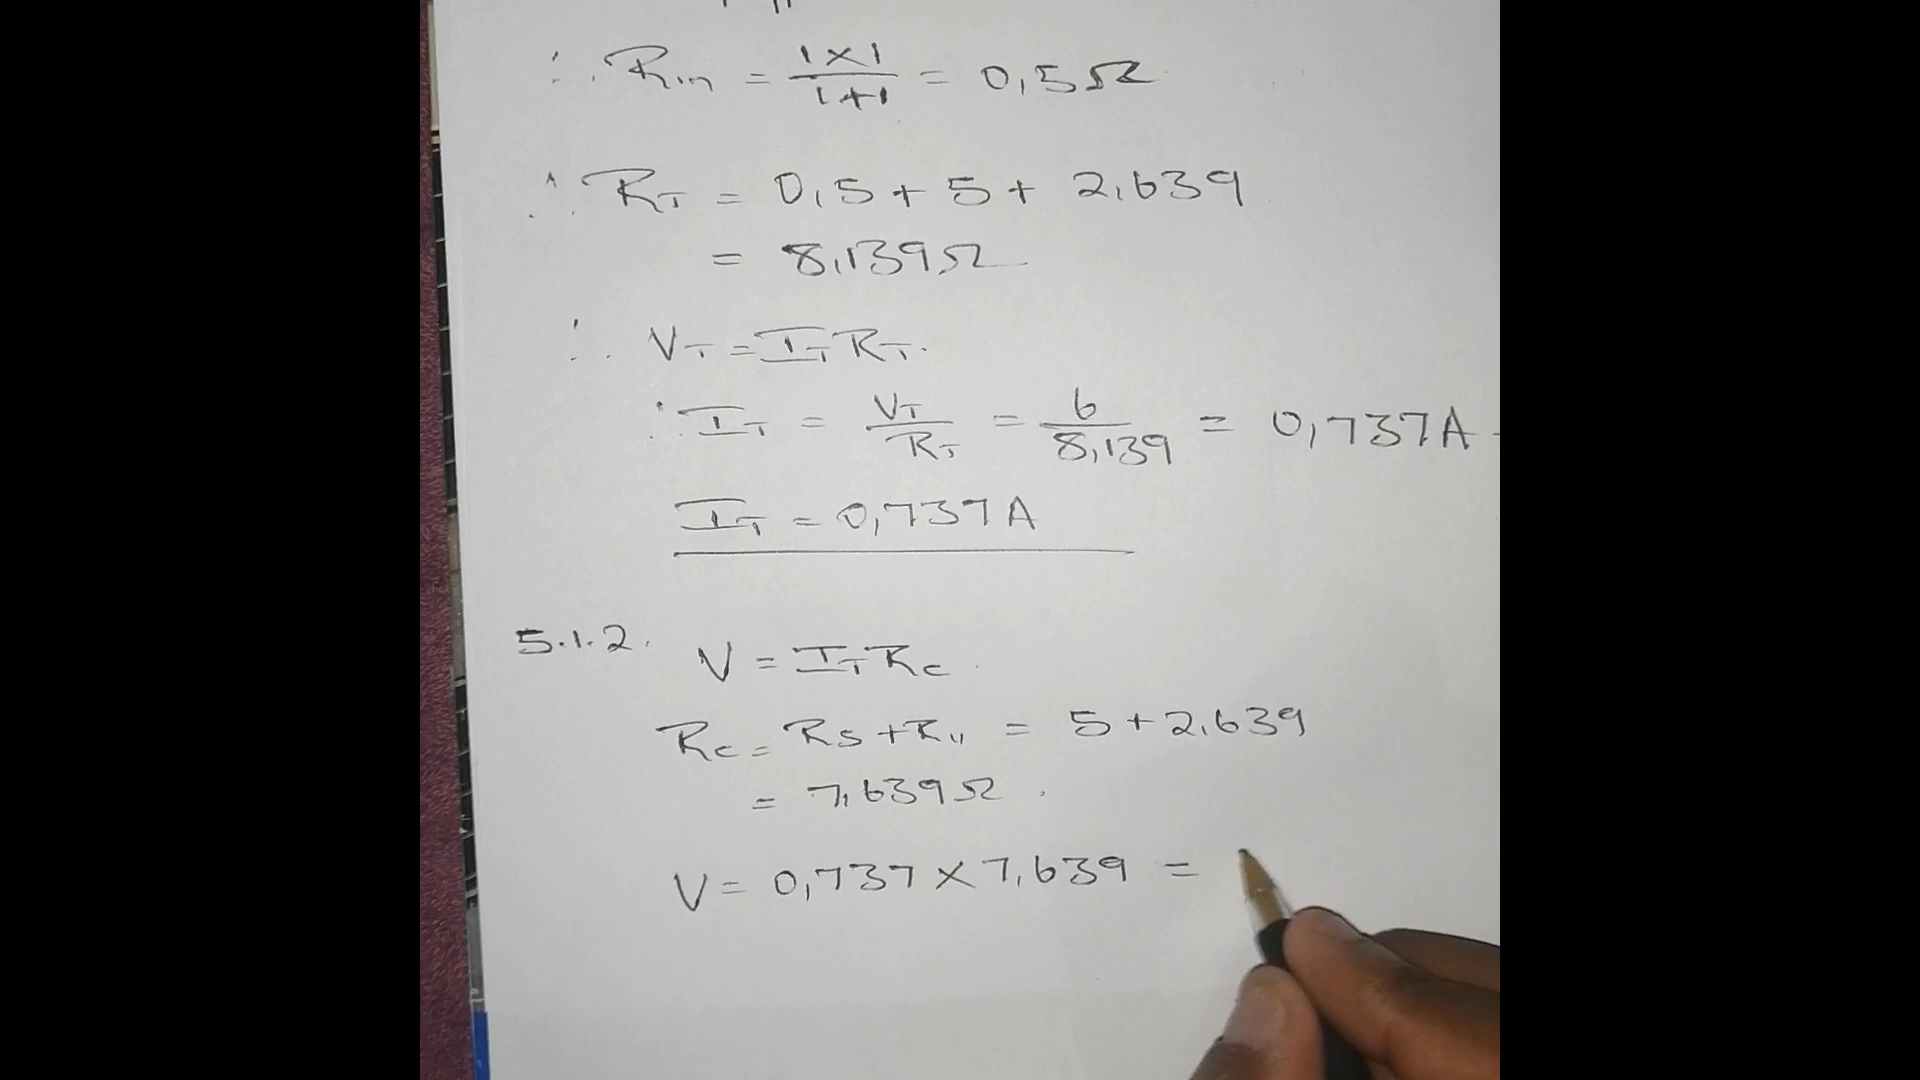 ∴ Rin = 1×1/1+1 = 0,5Ω
∴ RT = 0,5 + 5 + 2,639
= 8,139Ω
∴ VT = IT RT.
∴ IT = VT/RT = 6/8,139 = 0,737A
IT = 0,737A
5.1.2. V = IT Rc
Rc = Rs + R11 = 5 + 2,639
= 7,639Ω
V = 0,737 × 7,639 =